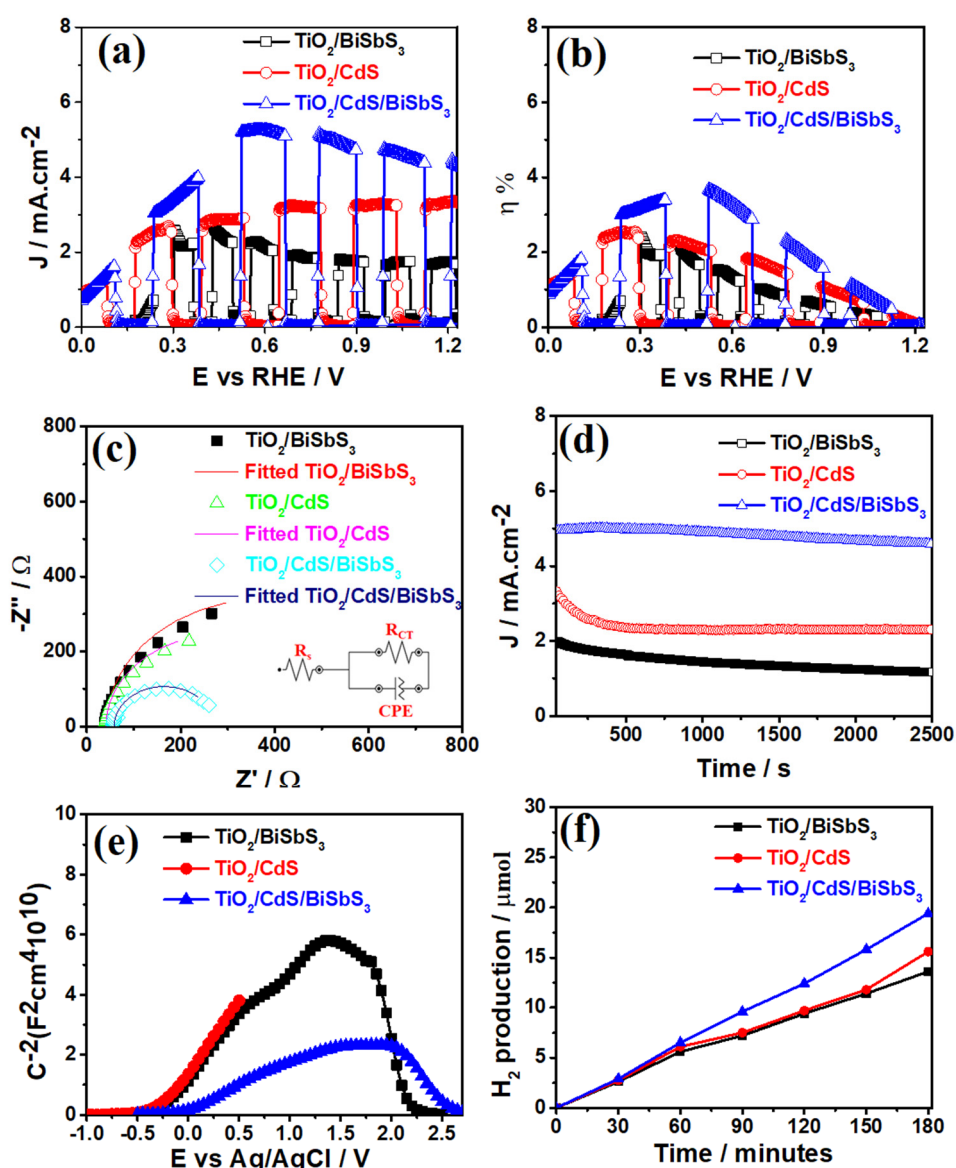 (a)
TiO2/BiSbS3
TiO2/CdS
TiO2/CdS/BiSbS3
J / mA.cm-2
8
6
4
2
0
0.0 0.3 0.6 0.9 1.2
E vs RHE / V
(b)
TiO2/BiSbS3
TiO2/CdS
TiO2/CdS/BiSbS3
η %
8
6
4
2
0
0.0 0.3 0.6 0.9 1.2
E vs RHE / V
(c)
TiO2/BiSbS3
Fitted TiO2/BiSbS3
TiO2/CdS
Fitted TiO2/CdS
TiO2/CdS/BiSbS3
Fitted TiO2/CdS/BiSbS3
Rs
RCT
CPE
-Z'' / Ω
800
600
400
200
0
0 200 400 600 800
Z' / Ω
(d)
TiO2/BiSbS3
TiO2/CdS
TiO2/CdS/BiSbS3
J / mA.cm-2
8
6
4
2
0
500 1000 1500 2000 2500
Time / s
(e)
TiO2/BiSbS3
TiO2/CdS
TiO2/CdS/BiSbS3
C-2(F2cm41010)
10
8
6
4
2
0
-1.0 -0.5 0.0 0.5 1.0 1.5 2.0 2.5
E vs Ag/AgCl / V
(f)
TiO2/BiSbS3
TiO2/CdS
TiO2/CdS/BiSbS3
H2 production / μmol
30
25
20
15
10
5
0
0 30 60 90 120 150 180
Time / minutes